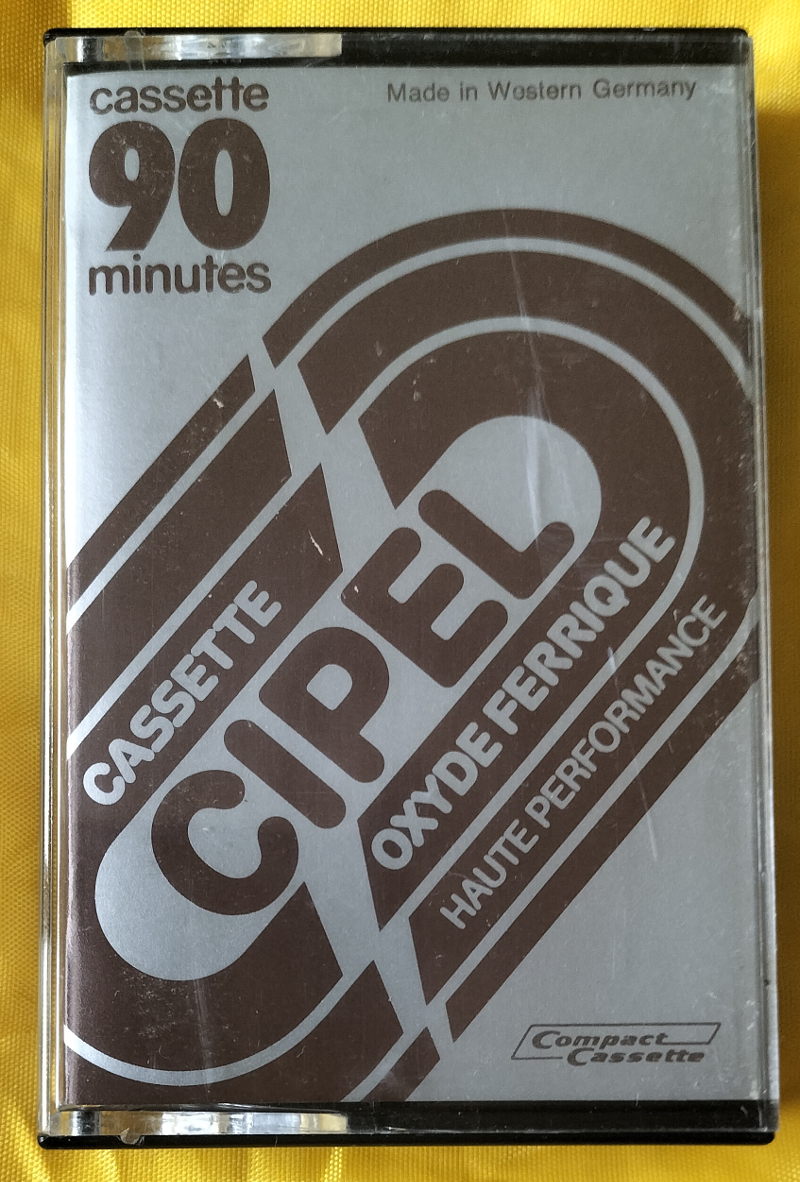 cassette
90
minutes
Made in Western Germany
CASSETTE
CIPEL
OXYDE FERRIQUE
HAUTE PERFORMANCE
Compact
Cassette